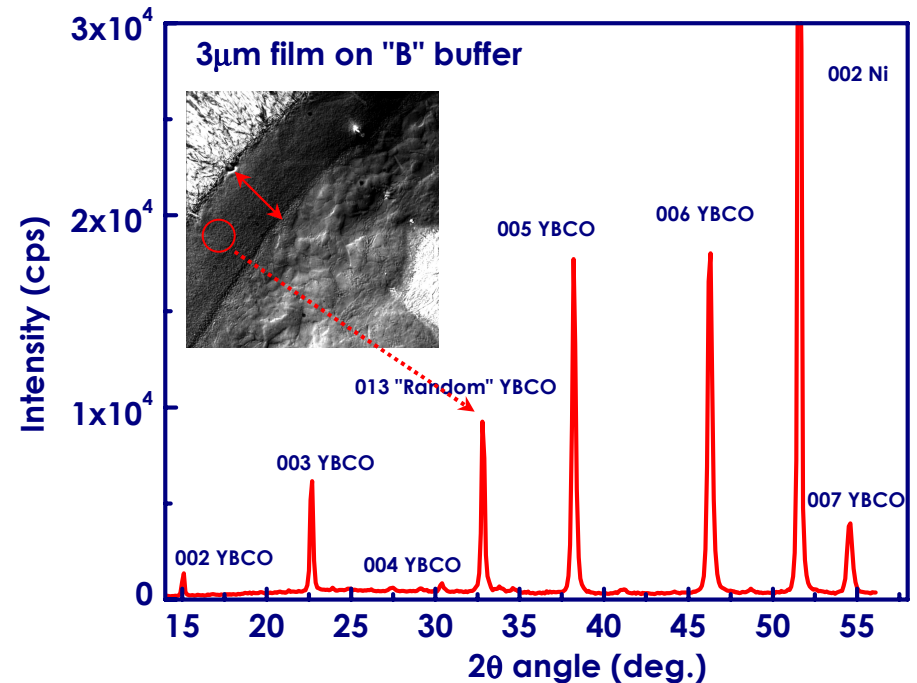 3x10⁴
3μm film on "B" buffer
002 Ni
2x10⁴
005 YBCO
006 YBCO
Intensity (cps)
013 "Random" YBCO
1x10⁴
003 YBCO
007 YBCO
002 YBCO
004 YBCO
0
15 20 25 30 35 40 45 50 55
2θ angle (deg.)